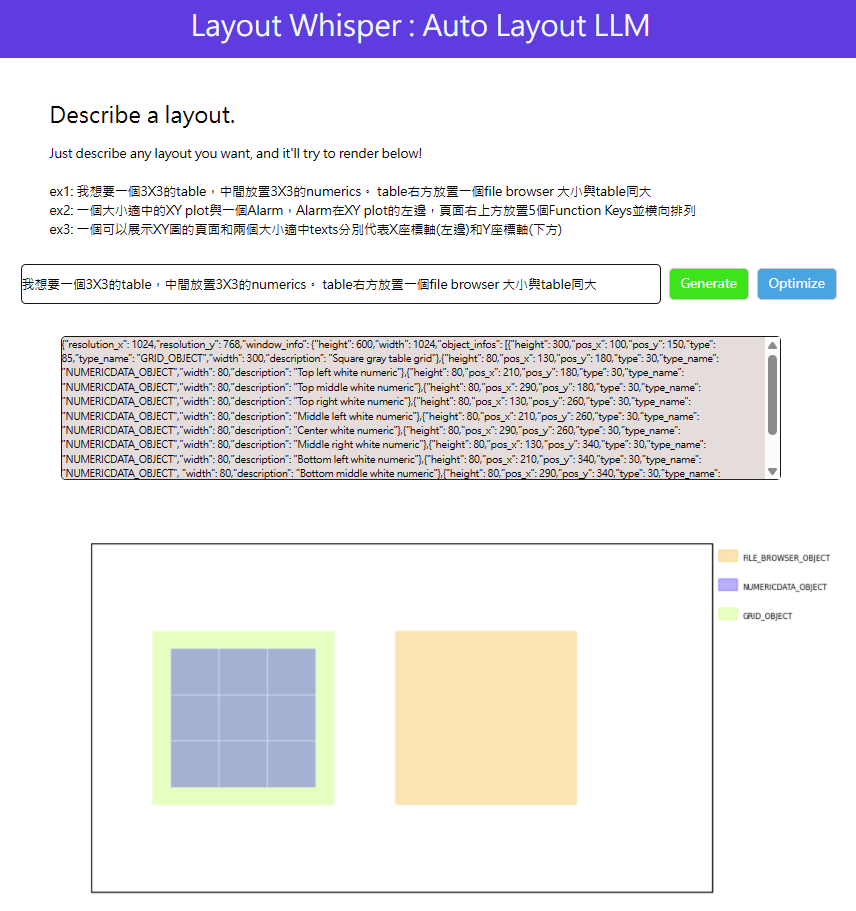 Layout Whisper : Auto Layout LLM
Describe a layout.
Just describe any layout you want, and it'll try to render below!
ex1: 我想要一個3X3的table，中間放置3X3的numerics。 table右方放置一個file browser 大小與table同大
ex2: 一個大小適中的XY plot與一個Alarm，Alarm在XY plot的左邊，頁面右上方放置5個Function Keys並橫向排列
ex3: 一個可以展示XY圖的頁面和兩個大小適中texts分別代表X座標軸(左邊)和Y座標軸(下方)
我想要一個3X3的table，中間放置3X3的numerics。 table右方放置一個file browser 大小與table同大
Generate
Optimize
{"resolution_x": 1024,"resolution_y": 768,"window_info": {"height": 600,"width": 1024,"object_infos": [{"height": 300,"pos_x": 100,"pos_y": 150,"type":
85,"type_name": "GRID_OBJECT","width": 300,"description": "Square gray table grid"},{"height": 80,"pos_x": 130,"pos_y": 180,"type": 30,"type_name":
"NUMERICDATA_OBJECT","width": 80,"description": "Top left white numeric"},{"height": 80,"pos_x": 210,"pos_y": 180,"type": 30,"type_name":
"NUMERICDATA_OBJECT","width": 80,"description": "Top middle white numeric"},{"height": 80,"pos_x": 290,"pos_y": 180,"type": 30,"type_name":
"NUMERICDATA_OBJECT","width": 80,"description": "Top right white numeric"},{"height": 80,"pos_x": 130,"pos_y": 260,"type": 30,"type_name":
"NUMERICDATA_OBJECT","width": 80,"description": "Middle left white numeric"},{"height": 80,"pos_x": 210,"pos_y": 260,"type": 30,"type_name":
"NUMERICDATA_OBJECT","width": 80,"description": "Center white numeric"},{"height": 80,"pos_x": 290,"pos_y": 260,"type": 30,"type_name":
"NUMERICDATA_OBJECT","width": 80,"description": "Middle right white numeric"},{"height": 80,"pos_x": 130,"pos_y": 340,"type": 30,"type_name":
"NUMERICDATA_OBJECT","width": 80,"description": "Bottom left white numeric"},{"height": 80,"pos_x": 210,"pos_y": 340,"type": 30,"type_name":
"NUMERICDATA_OBJECT", "width": 80,"description": "Bottom middle white numeric"},{"height": 80,"pos_x": 290,"pos_y": 340,"type": 30,"type_name":
FILE_BROWSER_OBJECT
NUMERICDATA_OBJECT
GRID_OBJECT